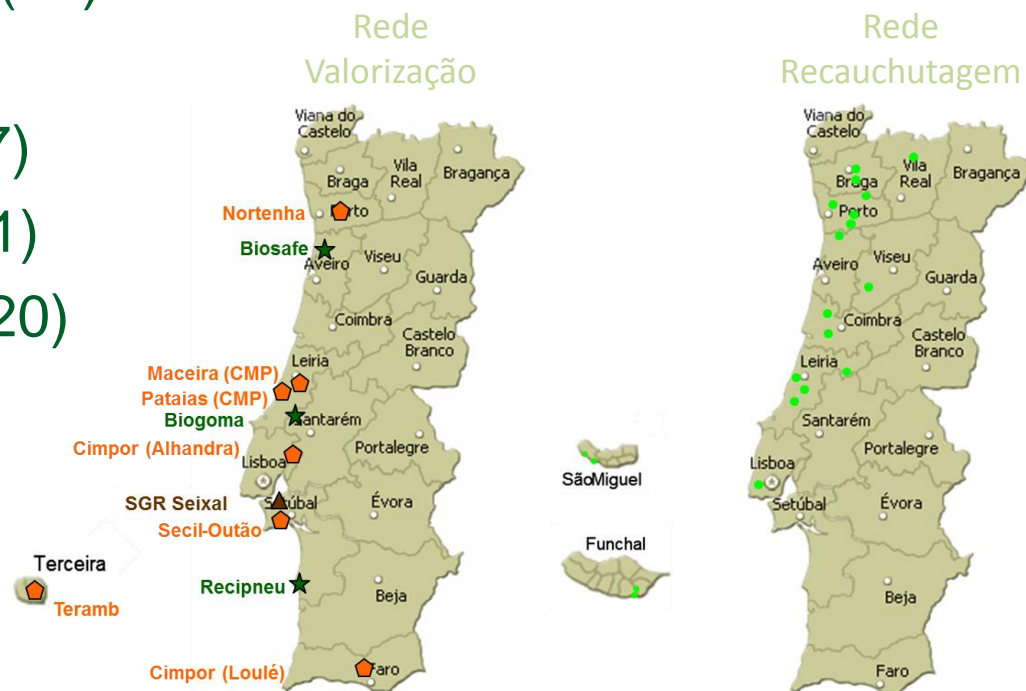 7)
1)
20)
Rede
Valorização
Viana do
Castelo
Braga
Vila
Real
Bragança
Nortenha
Porto
Biosafe
Aveiro
Viseu
Guarda
Coimbra
Castelo
Branco
Leiria
Maceira (CMP)
Pataias (CMP)
Biogoma
Santarém
Cimpor (Alhandra)
Portalegre
Lisboa
SGR Seixal
Setúbal
Évora
Secil-Outão
Terceira
Teramb
Recipneu
Beja
Cimpor (Loulé)
Faro
SãoMiguel
Funchal
Rede
Recauchutagem
Viana do
Castelo
Braga
Vila
Real
Bragança
Porto
Aveiro
Viseu
Guarda
Coimbra
Castelo
Branco
Leiria
Santarém
Portalegre
Lisboa
Setúbal
Évora
Beja
Faro